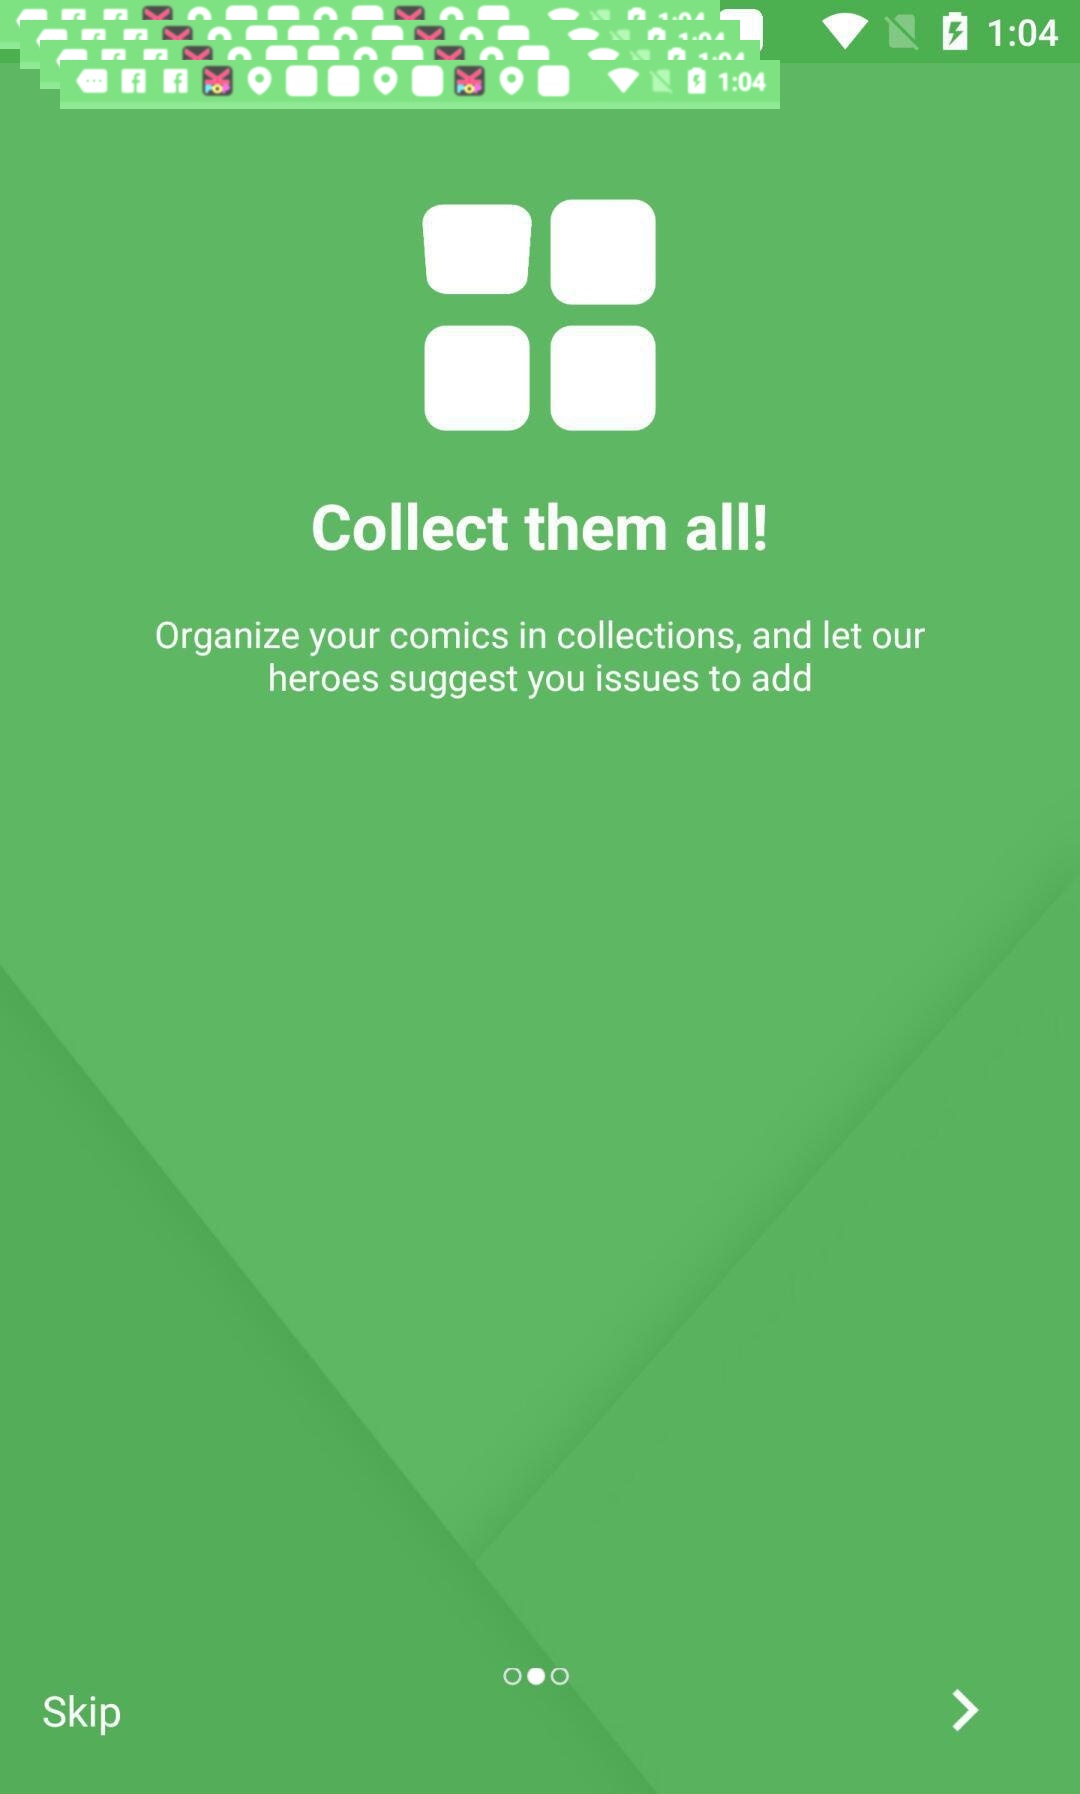 1:04
1:04
Collect them all!
Organize your comics in collections, and let our
heroes suggest you issues to add
Skip